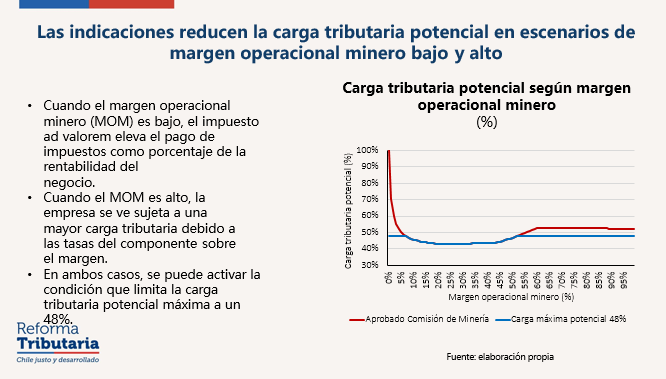 Las indicaciones reducen la carga tributaria potencial en escenarios de
margen operacional minero bajo y alto
• Cuando el margen operacional
minero (MOM) es bajo, el impuesto
ad valorem eleva el pago de
impuestos como porcentaje de la
rentabilidad del
negocio.
• Cuando el MOM es alto, la
empresa se ve sujeta a una
mayor carga tributaria debido a
las tasas del componente sobre
el margen.
• En ambos casos, se puede activar la
condición que limita la carga
tributaria potencial máxima a un
48%.
Carga tributaria potencial según margen
operacional minero
(%)
Carga tributaria potencial (%)
100%
90%
80%
70%
60%
50%
40%
30%
0% 5% 10% 15% 20% 25% 30% 35% 40% 45% 50% 55% 60% 65% 70% 75% 80% 85% 90% 95%
Margen operacional minero (%)
Aprobado Comisión de Minería Carga máxima potencial 48%
Fuente: elaboración propia
Reforma
Tributaria
Chile justo y desarrollado